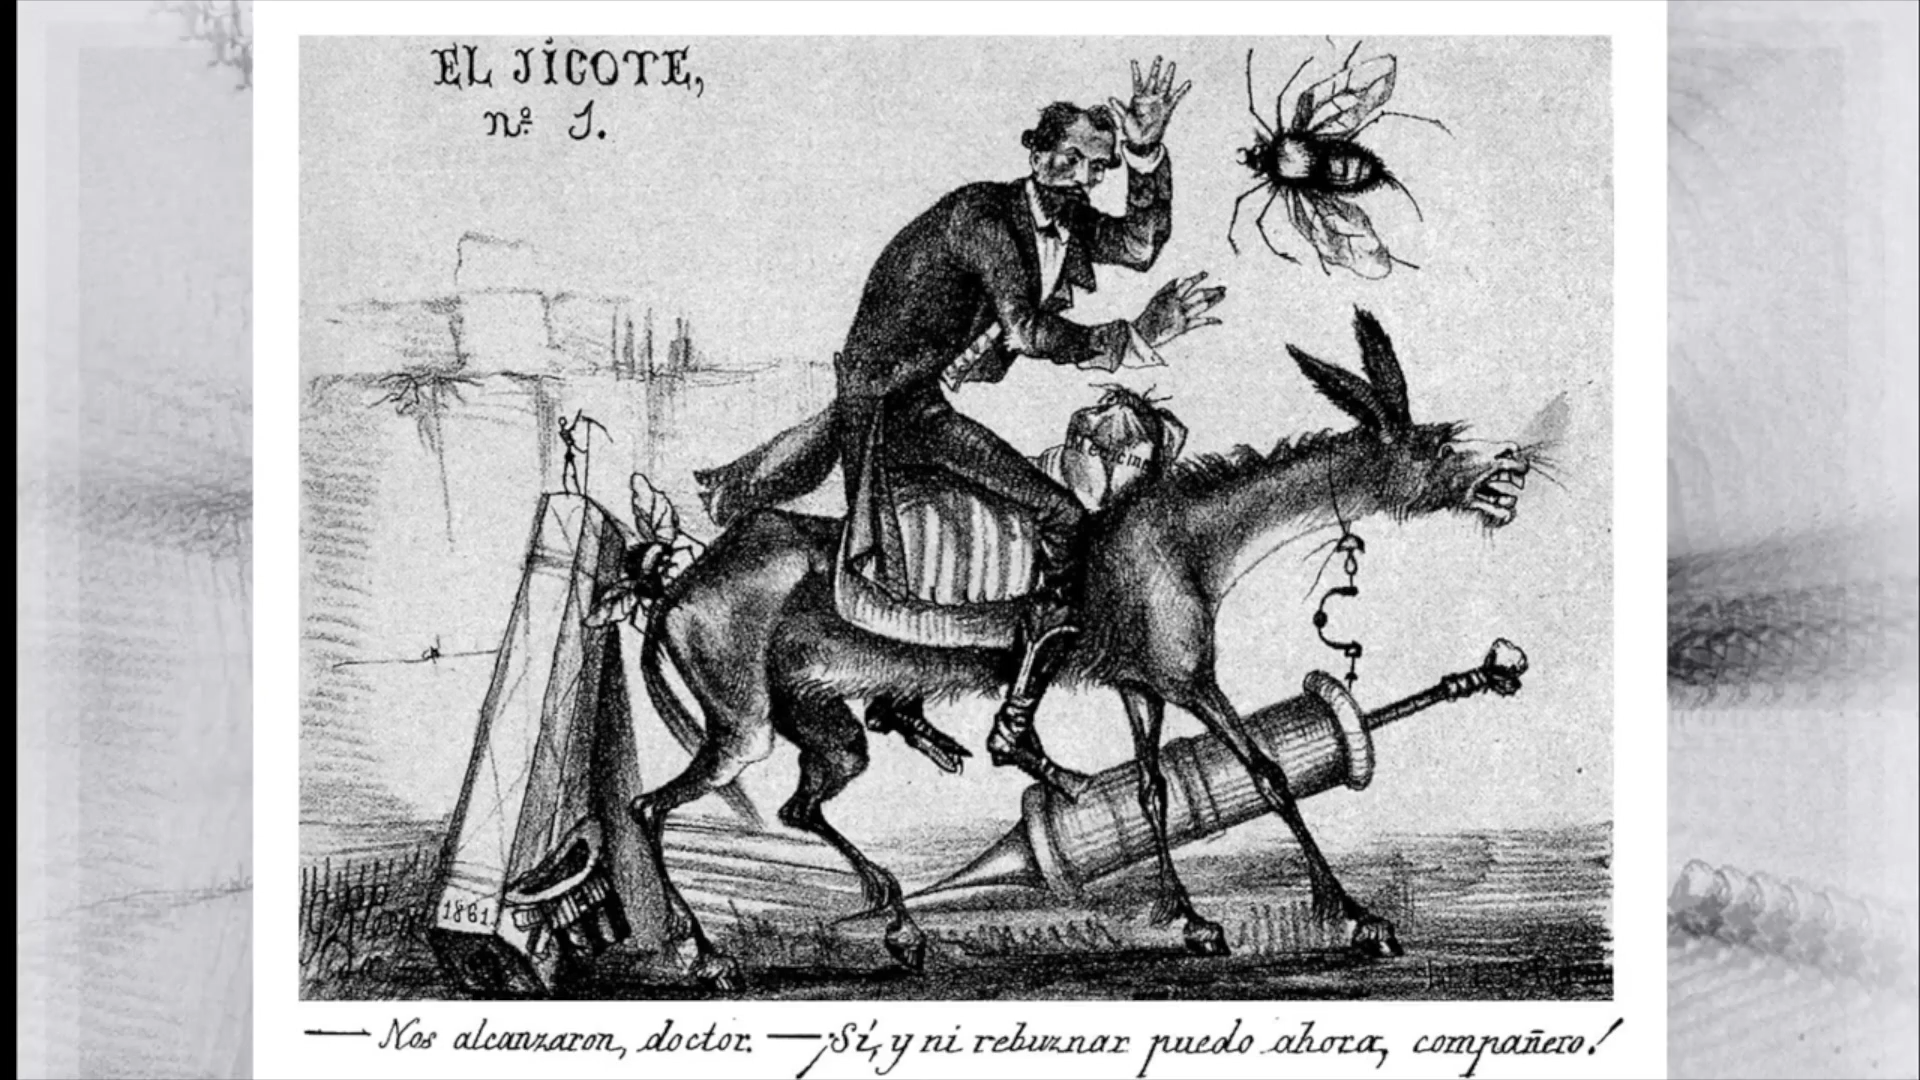 EL JICOTE,
nº 1.
1861.
— Nos alcanzaron, doctor. — ¡Sí, y ni rebuznar puedo ahora, compañero!